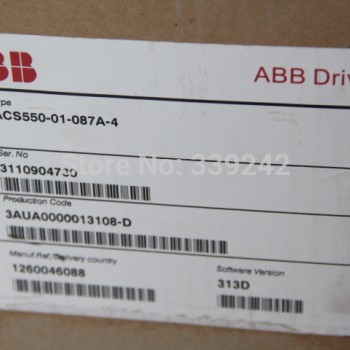 ABB Driv
ype
ACS550-01-087A-4
Ser. No
3110904730
Production Code
3AUA0000013108-D
Manuf.Ref/Delivery country
1260046088
Software Version
313D
Store No: 339242